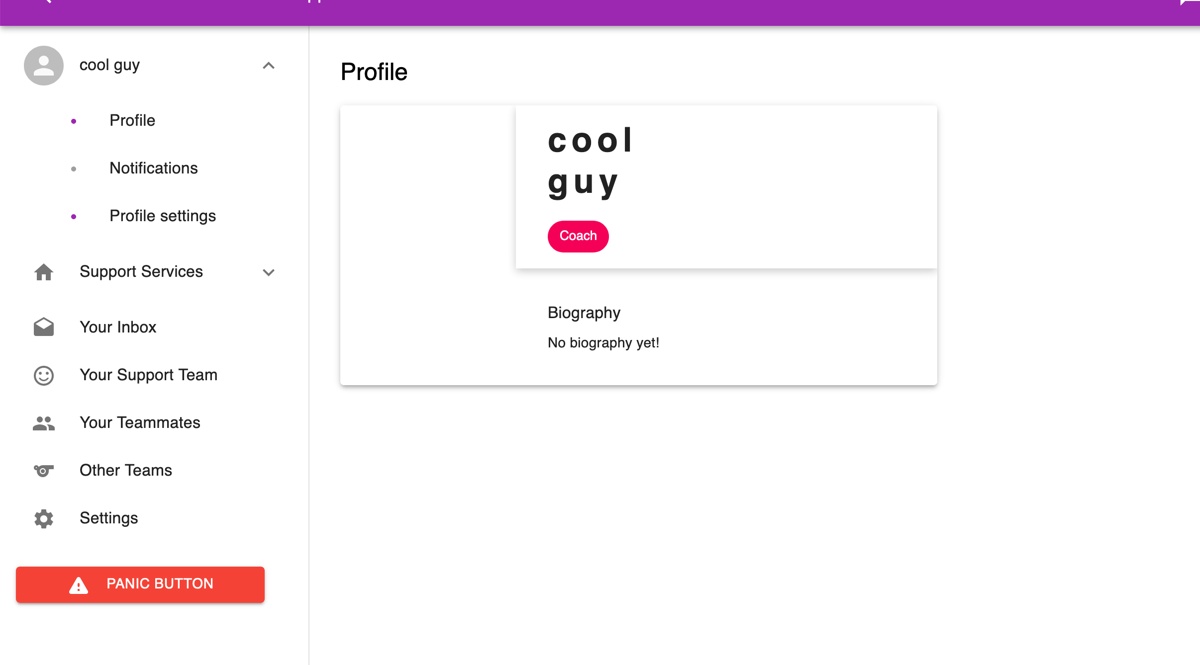 cool guy
Profile
Notifications
Profile settings
Support Services
Your Inbox
Your Support Team
Your Teammates
Other Teams
Settings
PANIC BUTTON
Profile
cool
guy
Coach
Biography
No biography yet!